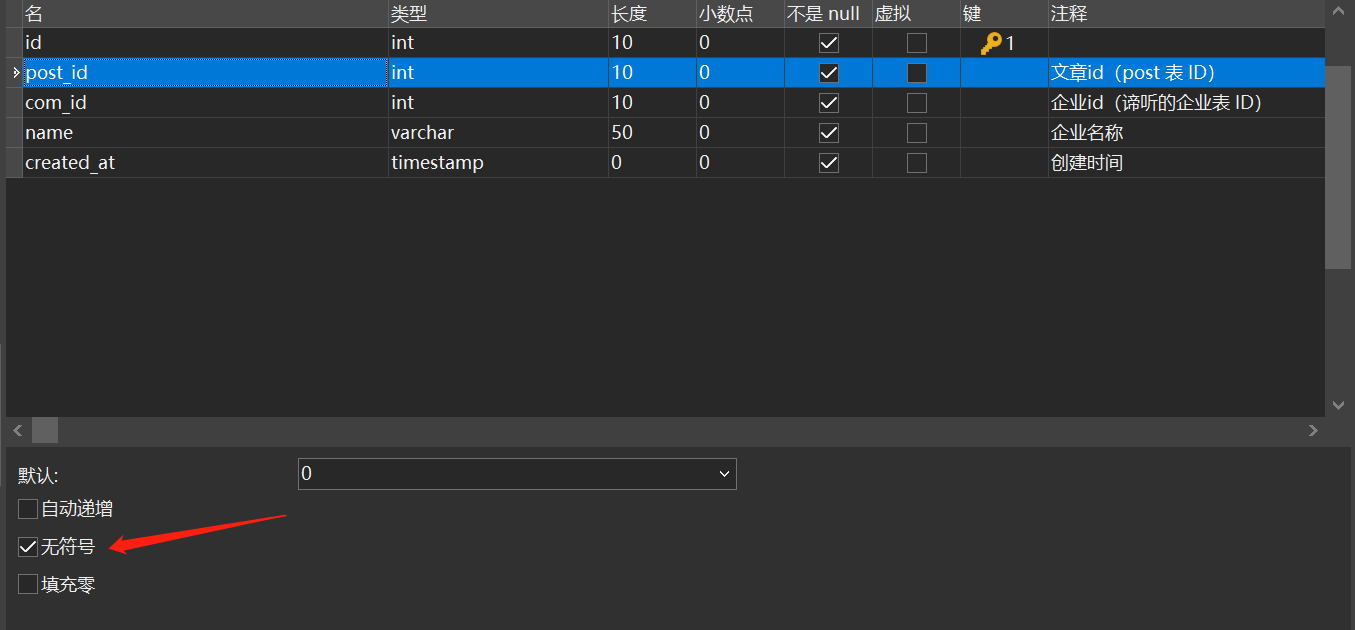 名 类型 长度 小数点 不是 null 虚拟 键 注释
id int 10 0 1
post_id int 10 0 文章id（post 表 ID）
com_id int 10 0 企业id（谛听的企业表 ID）
name varchar 50 0 企业名称
created_at timestamp 0 0 创建时间
默认: 0
自动递增
无符号
填充零